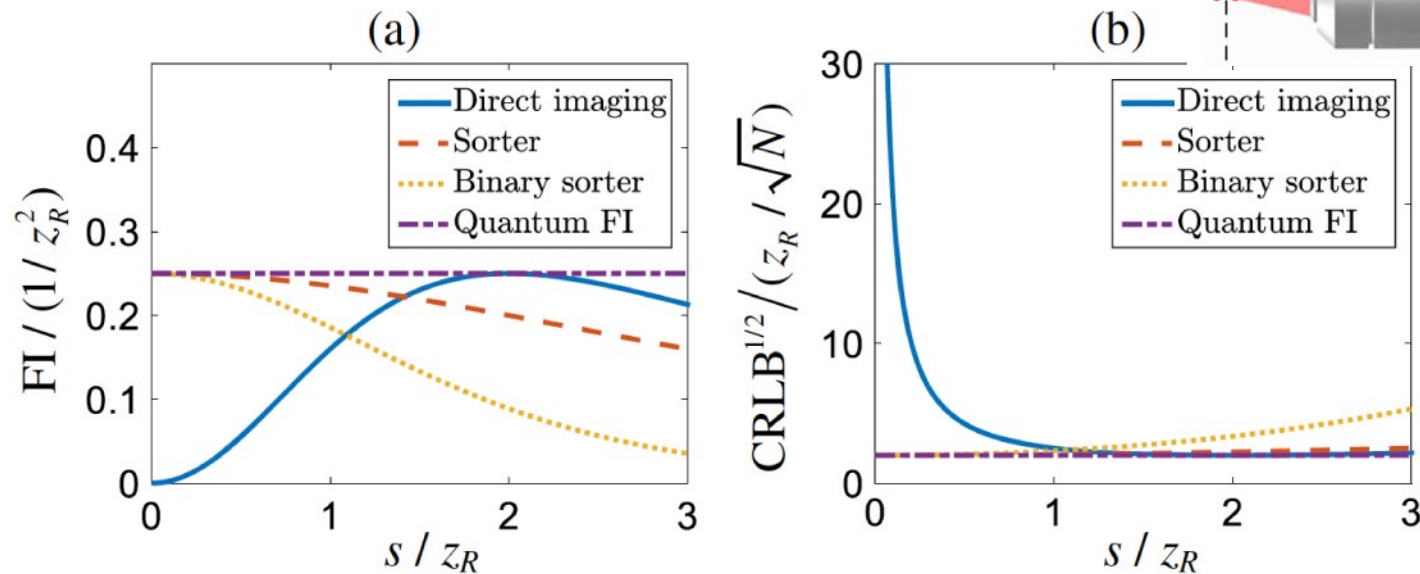 (a)
FI / (1 / z_R^2)
0.4
0.3
0.2
0.1
0
Direct imaging
Sorter
Binary sorter
Quantum FI
0 1 2 3
s / z_R
(b)
CRLB^1/2 / (z_R / √N)
30
20
10
0
Direct imaging
Sorter
Binary sorter
Quantum FI
0 1 2 3
s / z_R